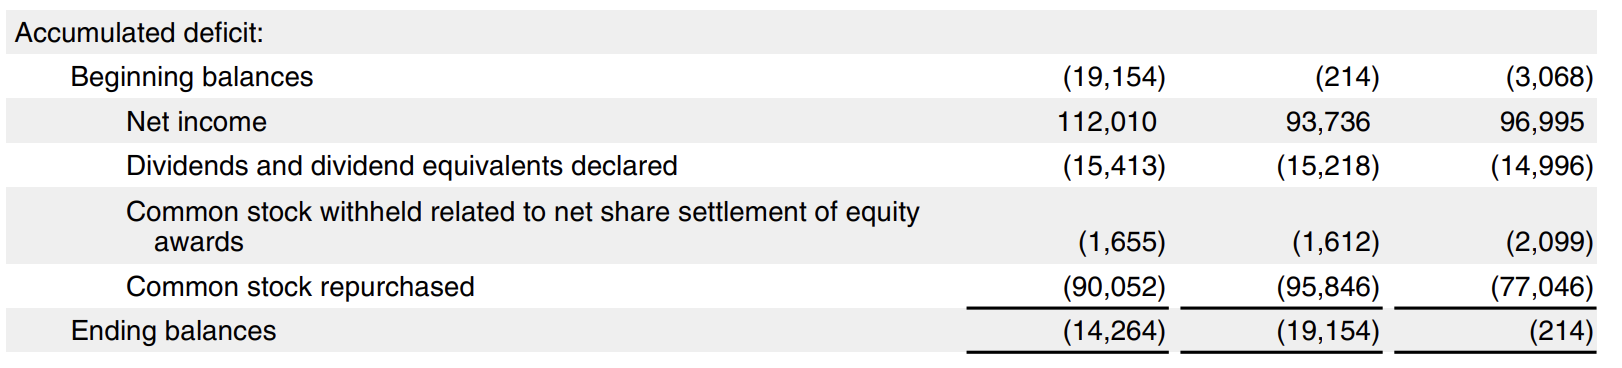 Accumulated deficit:
Beginning balances (19,154) (214) (3,068)
Net income 112,010 93,736 96,995
Dividends and dividend equivalents declared (15,413) (15,218) (14,996)
Common stock withheld related to net share settlement of equity
awards (1,655) (1,612) (2,099)
Common stock repurchased (90,052) (95,846) (77,046)
Ending balances (14,264) (19,154) (214)